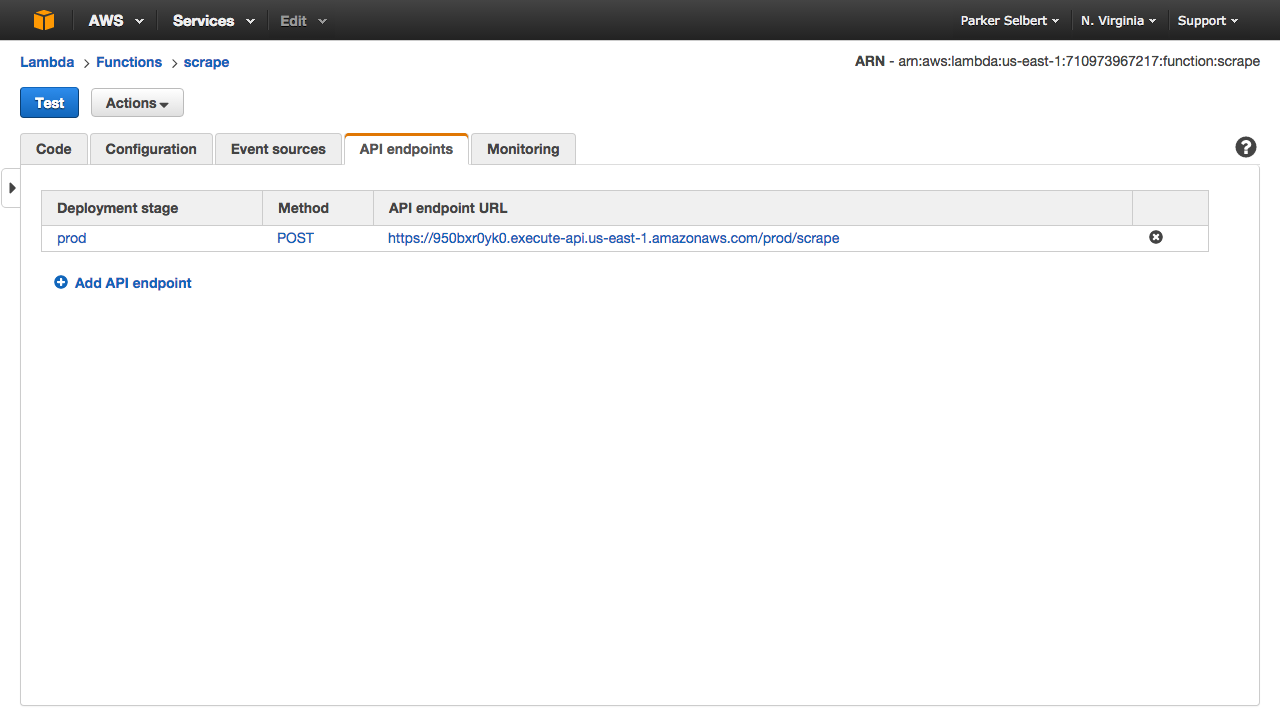 AWS Services Edit Parker Selbert N. Virginia Support
Lambda > Functions > scrape ARN - arn:aws:lambda:us-east-1:710973967217:function:scrape
Test Actions
Code Configuration Event sources API endpoints Monitoring ?
Deployment stage Method API endpoint URL
prod POST https://950bxr0yk0.execute-api.us-east-1.amazonaws.com/prod/scrape
Add API endpoint